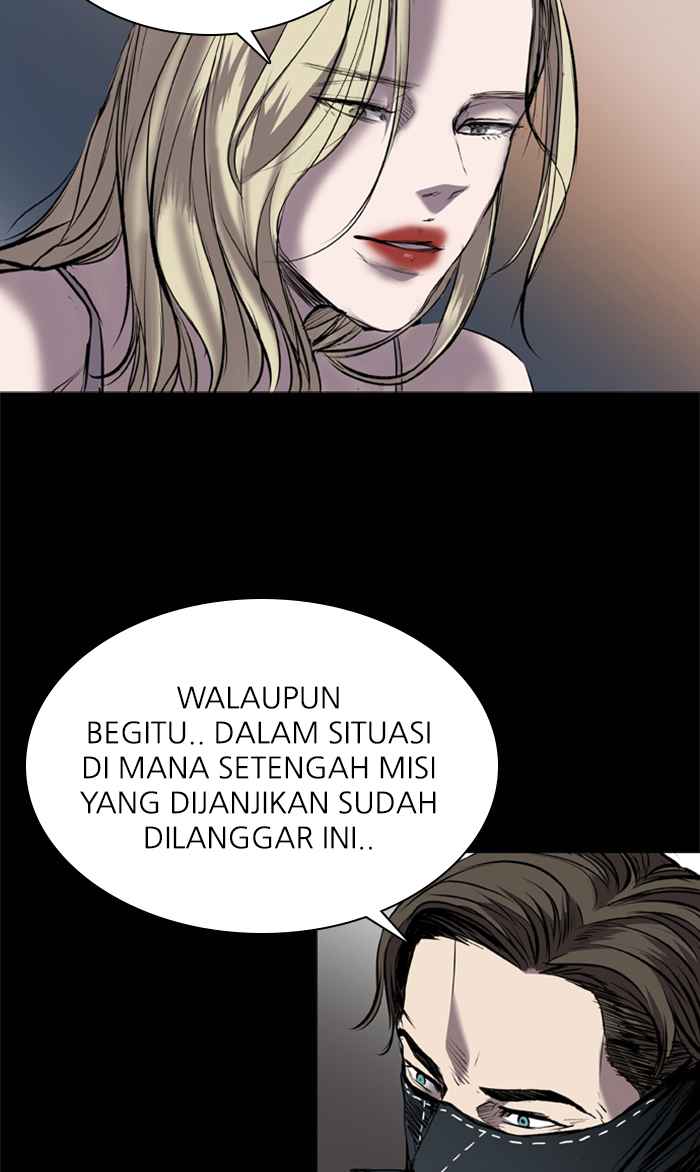 WALAUPUN
BEGITU.. DALAM SITUASI
DI MANA SETENGAH MISI
YANG DIJANJIKAN SUDAH
DILANGGAR INI..